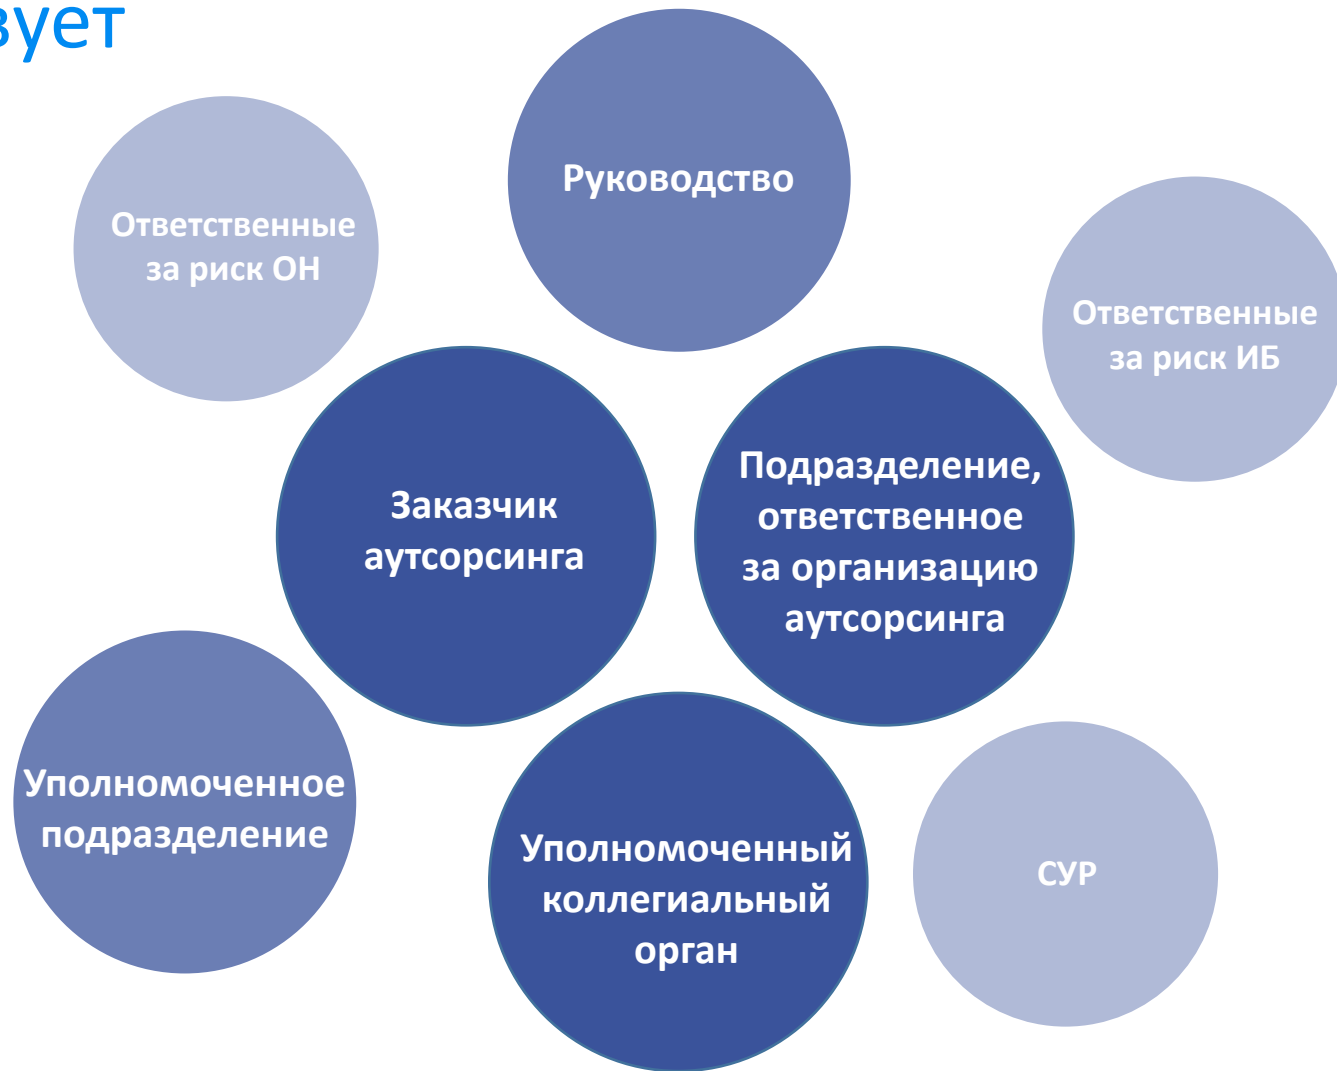 вует
Руководство
Ответственные
за риск ОН
Ответственные
за риск ИБ
Заказчик
аутсорсинга
Подразделение,
ответственное
за организацию
аутсорсинга
Уполномоченное
подразделение
Уполномоченный
коллегиальный
орган
СУР